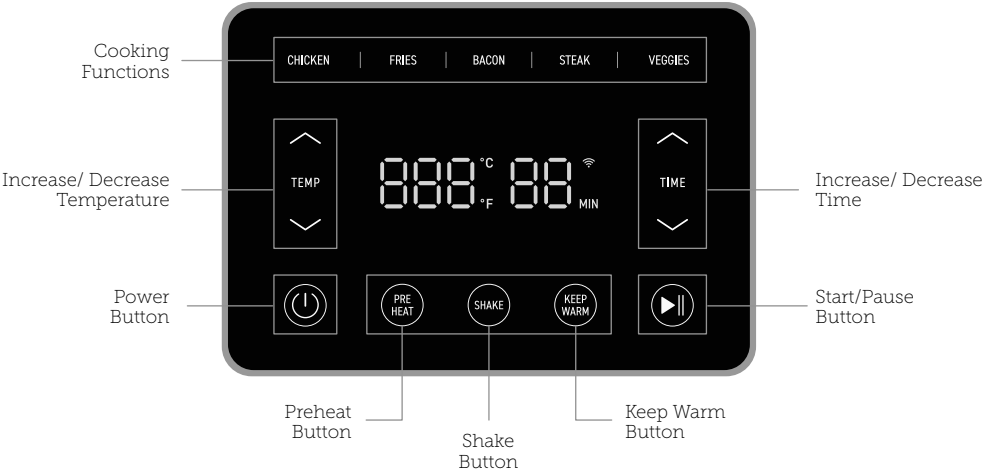 Cooking
Functions
CHICKEN | FRIES | BACON | STEAK | VEGGIES
Increase/ Decrease
Temperature
TEMP
888 °C °F 88 MIN
TIME
Increase/ Decrease
Time
Power
Button
PRE
HEAT
SHAKE
KEEP
WARM
Start/Pause
Button
Preheat
Button
Shake
Button
Keep Warm
Button